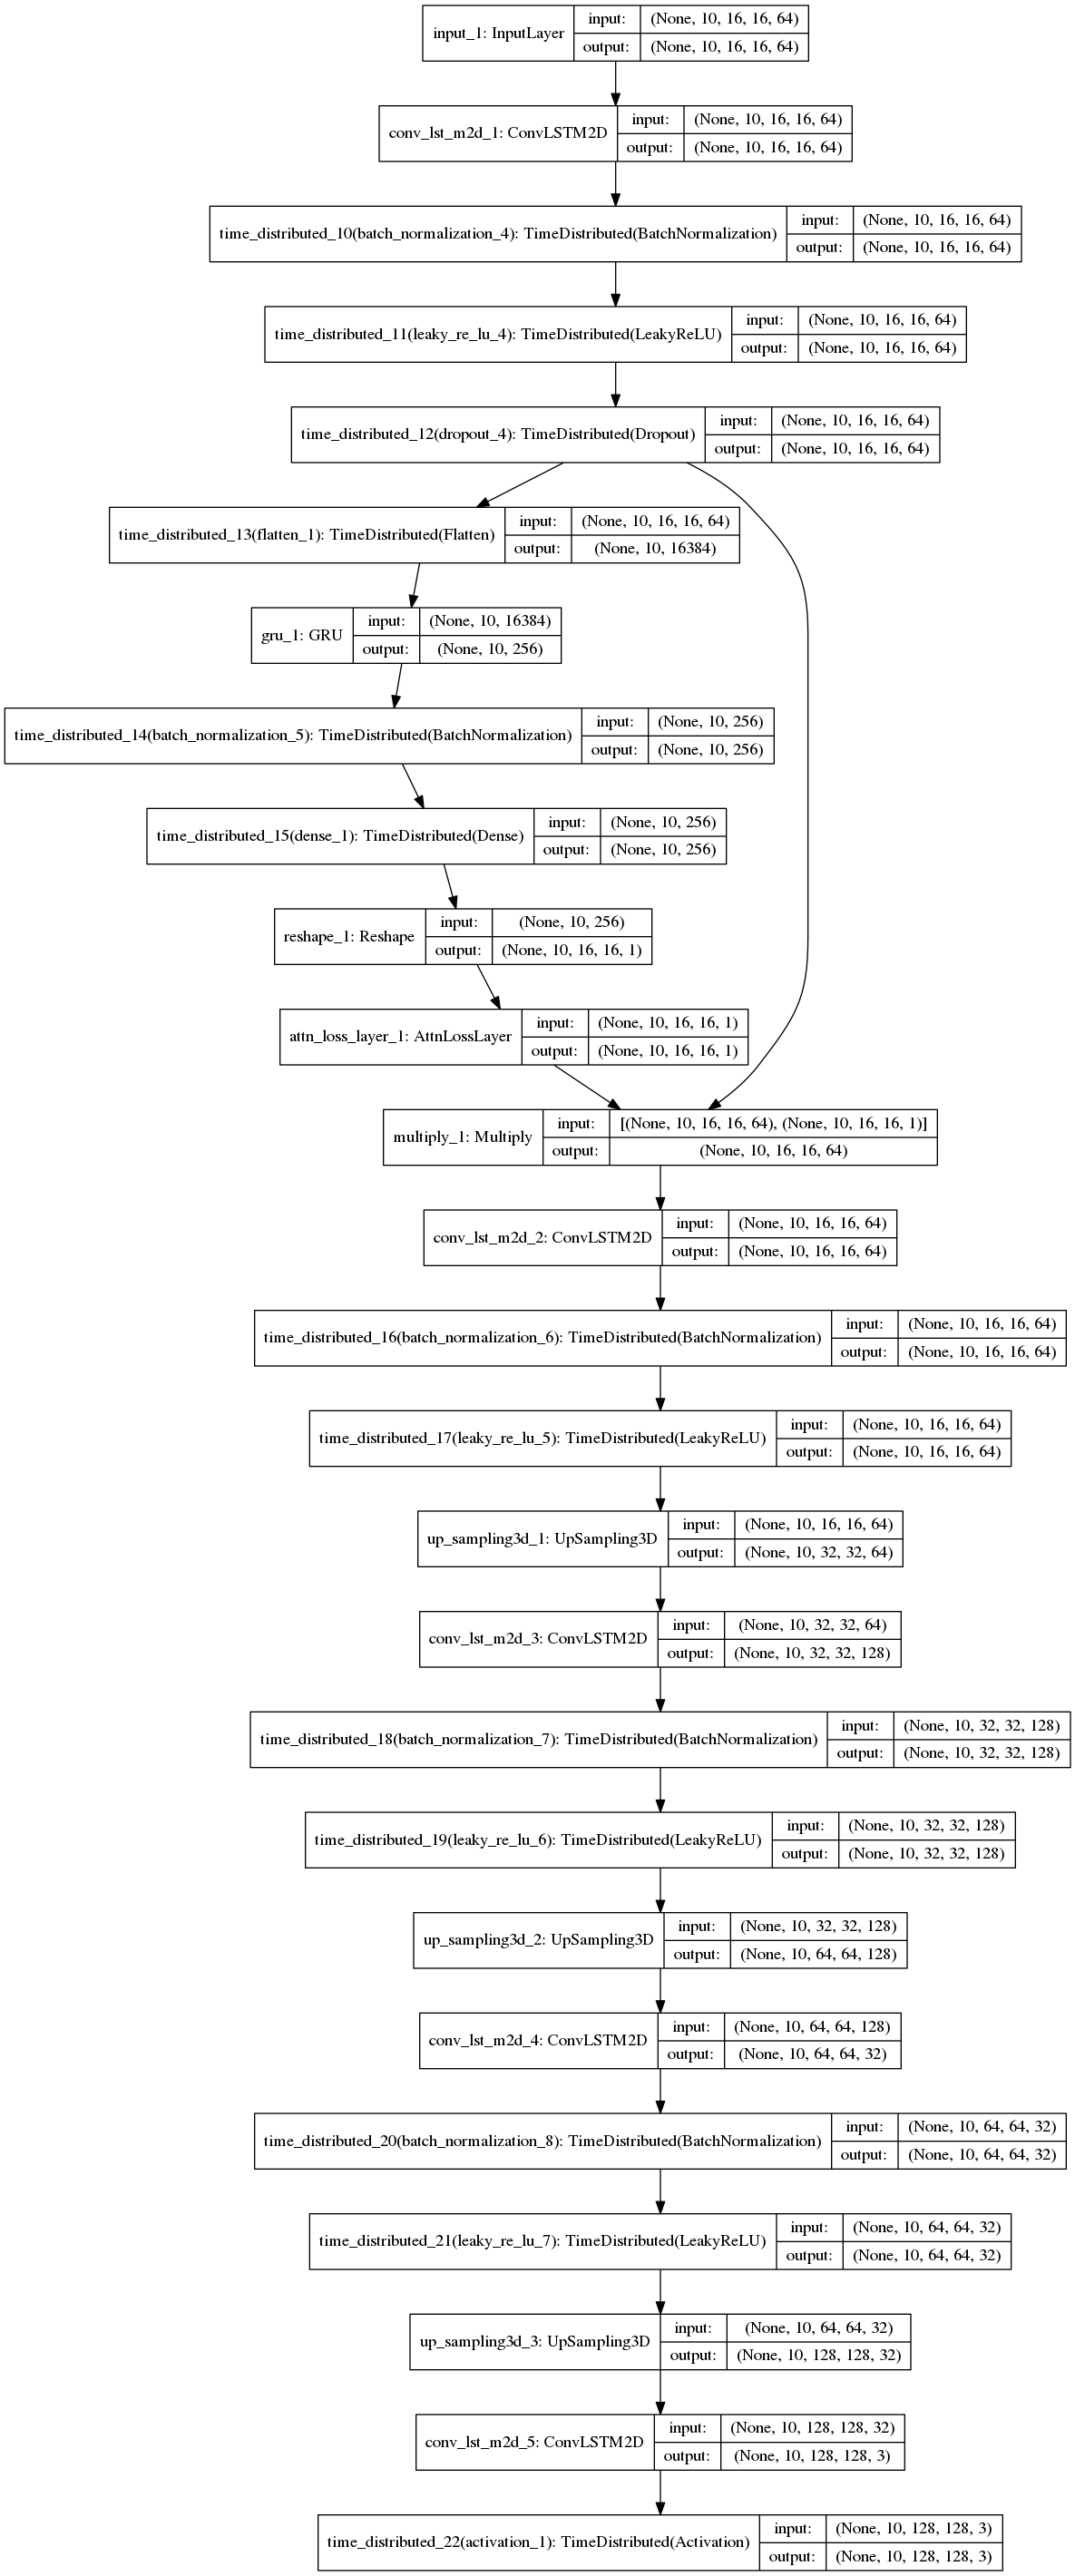 input_1: InputLayer
input: (None, 10, 16, 16, 64)
output: (None, 10, 16, 16, 64)
conv_lst_m2d_1: ConvLSTM2D
input: (None, 10, 16, 16, 64)
output: (None, 10, 16, 16, 64)
time_distributed_10(batch_normalization_4): TimeDistributed(BatchNormalization)
input: (None, 10, 16, 16, 64)
output: (None, 10, 16, 16, 64)
time_distributed_11(leaky_re_lu_4): TimeDistributed(LeakyReLU)
input: (None, 10, 16, 16, 64)
output: (None, 10, 16, 16, 64)
time_distributed_12(dropout_4): TimeDistributed(Dropout)
input: (None, 10, 16, 16, 64)
output: (None, 10, 16, 16, 64)
time_distributed_13(flatten_1): TimeDistributed(Flatten)
input: (None, 10, 16, 16, 64)
output: (None, 10, 16384)
gru_1: GRU
input: (None, 10, 16384)
output: (None, 10, 256)
time_distributed_14(batch_normalization_5): TimeDistributed(BatchNormalization)
input: (None, 10, 256)
output: (None, 10, 256)
time_distributed_15(dense_1): TimeDistributed(Dense)
input: (None, 10, 256)
output: (None, 10, 256)
reshape_1: Reshape
input: (None, 10, 256)
output: (None, 10, 16, 16, 1)
attn_loss_layer_1: AttnLossLayer
input: (None, 10, 16, 16, 1)
output: (None, 10, 16, 16, 1)
multiply_1: Multiply
input: [(None, 10, 16, 16, 64), (None, 10, 16, 16, 1)]
output: (None, 10, 16, 16, 64)
conv_lst_m2d_2: ConvLSTM2D
input: (None, 10, 16, 16, 64)
output: (None, 10, 16, 16, 64)
time_distributed_16(batch_normalization_6): TimeDistributed(BatchNormalization)
input: (None, 10, 16, 16, 64)
output: (None, 10, 16, 16, 64)
time_distributed_17(leaky_re_lu_5): TimeDistributed(LeakyReLU)
input: (None, 10, 16, 16, 64)
output: (None, 10, 16, 16, 64)
up_sampling3d_1: UpSampling3D
input: (None, 10, 16, 16, 64)
output: (None, 10, 32, 32, 64)
conv_lst_m2d_3: ConvLSTM2D
input: (None, 10, 32, 32, 64)
output: (None, 10, 32, 32, 128)
time_distributed_18(batch_normalization_7): TimeDistributed(BatchNormalization)
input: (None, 10, 32, 32, 128)
output: (None, 10, 32, 32, 128)
time_distributed_19(leaky_re_lu_6): TimeDistributed(LeakyReLU)
input: (None, 10, 32, 32, 128)
output: (None, 10, 32, 32, 128)
up_sampling3d_2: UpSampling3D
input: (None, 10, 32, 32, 128)
output: (None, 10, 64, 64, 128)
conv_lst_m2d_4: ConvLSTM2D
input: (None, 10, 64, 64, 128)
output: (None, 10, 64, 64, 32)
time_distributed_20(batch_normalization_8): TimeDistributed(BatchNormalization)
input: (None, 10, 64, 64, 32)
output: (None, 10, 64, 64, 32)
time_distributed_21(leaky_re_lu_7): TimeDistributed(LeakyReLU)
input: (None, 10, 64, 64, 32)
output: (None, 10, 64, 64, 32)
up_sampling3d_3: UpSampling3D
input: (None, 10, 64, 64, 32)
output: (None, 10, 128, 128, 32)
conv_lst_m2d_5: ConvLSTM2D
input: (None, 10, 128, 128, 32)
output: (None, 10, 128, 128, 3)
time_distributed_22(activation_1): TimeDistributed(Activation)
input: (None, 10, 128, 128, 3)
output: (None, 10, 128, 128, 3)